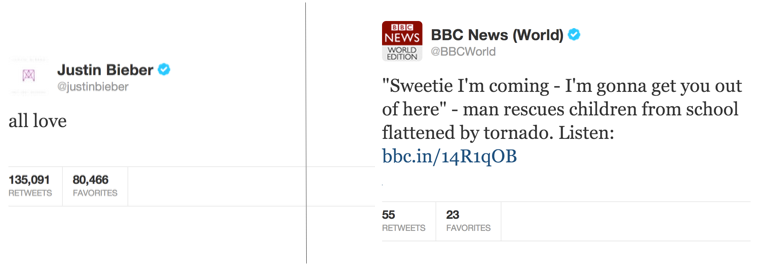 Justin Bieber
@justinbieber
all love
135,091 80,466
RETWEETS FAVORITES
BBC
NEWS
WORLD
EDITION
BBC News (World)
@BBCWorld
"Sweetie I'm coming - I'm gonna get you out
of here" - man rescues children from school
flattened by tornado. Listen:
bbc.in/14R1qOB
55 23
RETWEETS FAVORITES